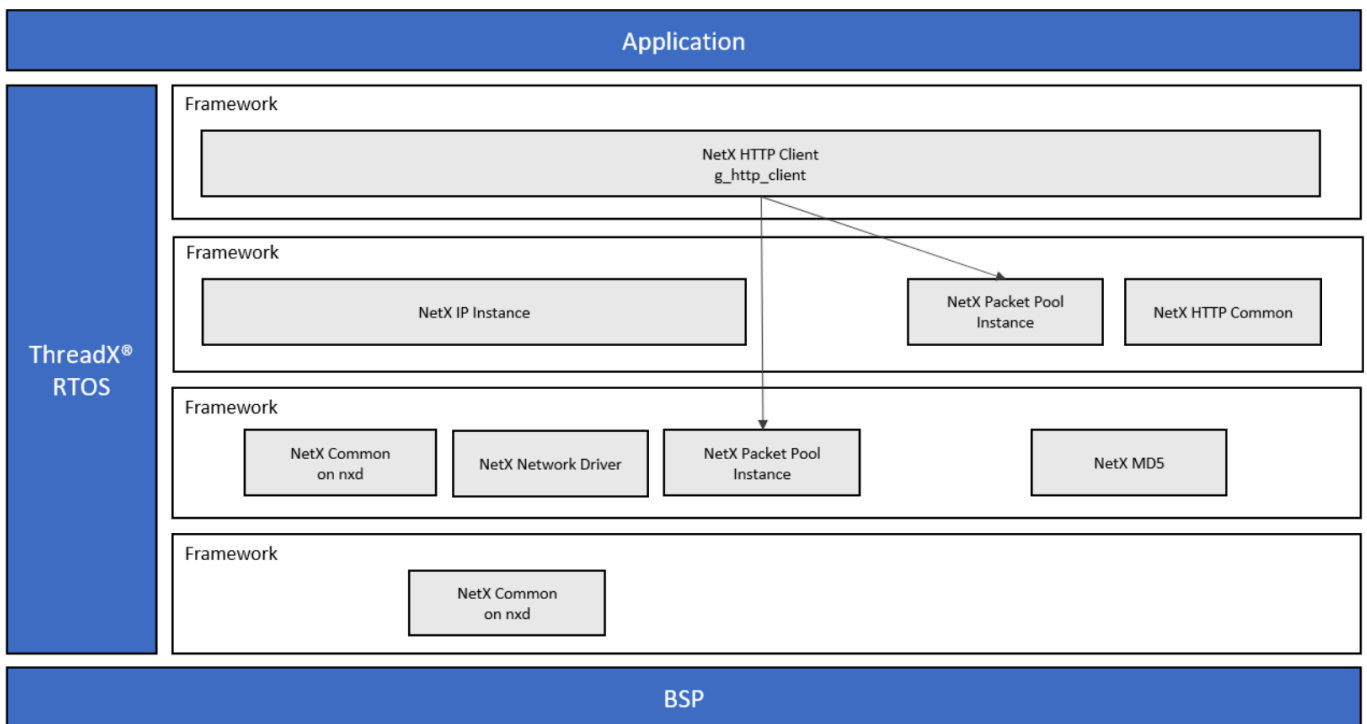 Application
ThreadX®
RTOS
Framework
NetX HTTP Client
g_http_client
Framework
NetX IP Instance
NetX Packet Pool
Instance
NetX HTTP Common
Framework
NetX Common
on nxd
NetX Network Driver
NetX Packet Pool
Instance
NetX MD5
Framework
NetX Common
on nxd
BSP